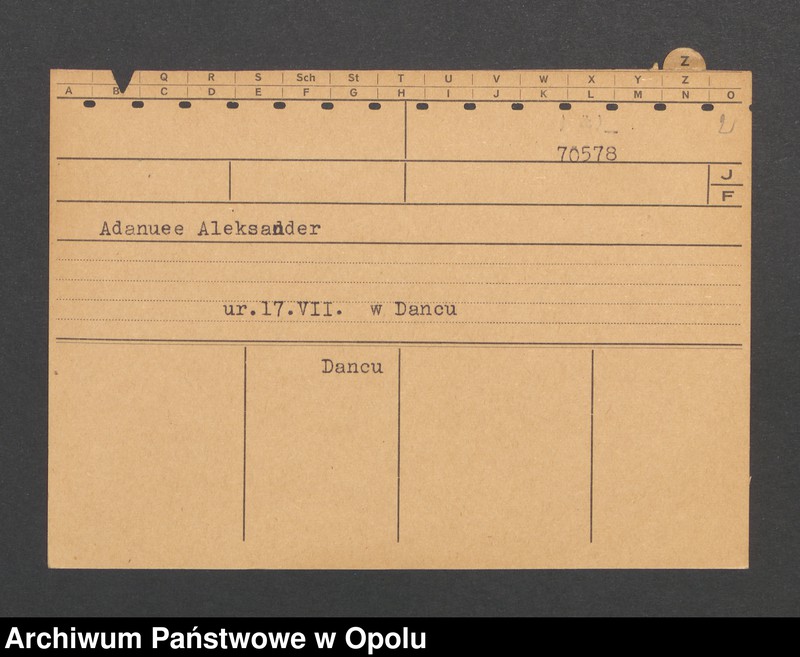 Z
Q R S Sch St T U V W X Y Z
A B C D E F G H I J K L M N O
70578
J
F
Adanuee Aleksander
ur.17.VII. w Dancu
Dancu
Archiwum Państwowe w Opolu